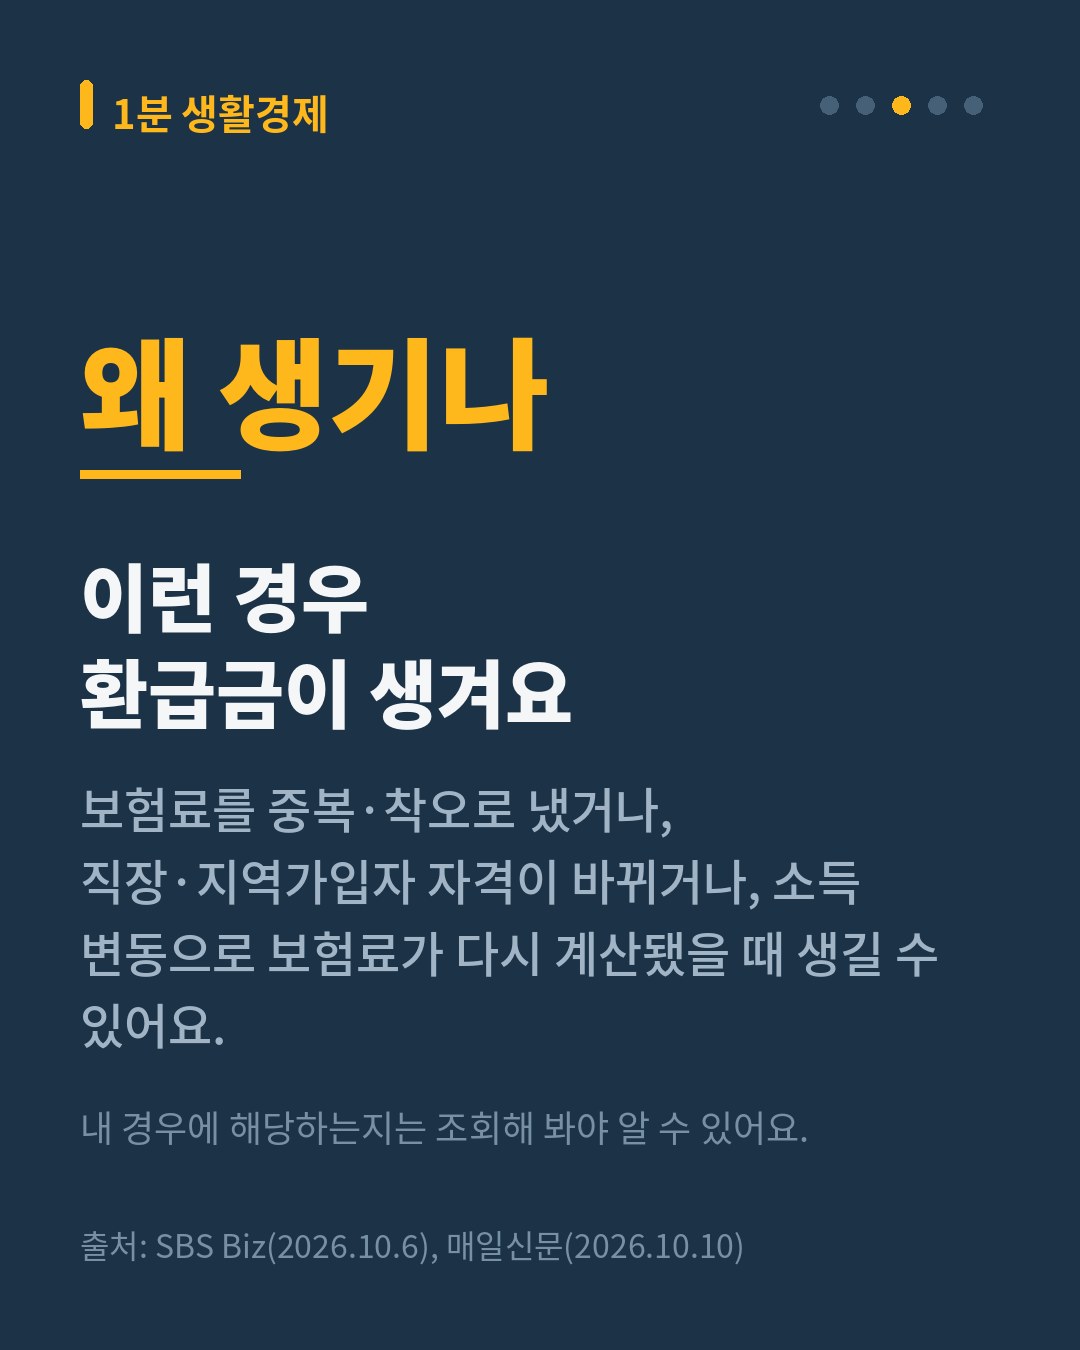 1분 생활경제
왜 생기나
이런 경우
환급금이 생겨요
보험료를 중복·착오로 냈거나,
직장·지역가입자 자격이 바뀌거나, 소득
변동으로 보험료가 다시 계산됐을 때 생길 수
있어요.
내 경우에 해당하는지는 조회해 봐야 알 수 있어요.
출처: SBS Biz(2026.10.6), 매일신문(2026.10.10)